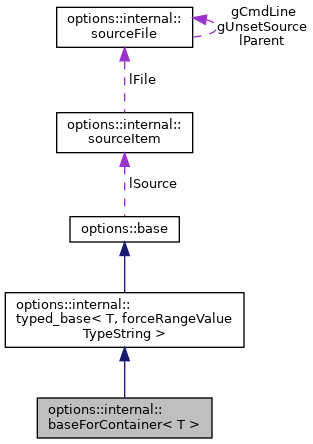 options::internal::
sourceFile
gCmdLine
gUnsetSource
lParent
lFile
options::internal::
sourceItem
lSource
options::base
options::internal::
typed_base< T, forceRangeValue
TypeString >
options::internal::
baseForContainer< T >